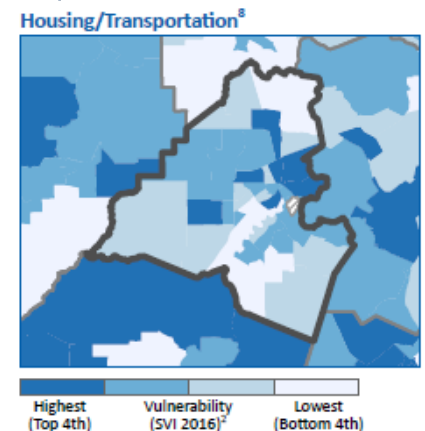 Housing/Transportation⁸
Highest Vulnerability Lowest
(Top 4th) (SVI 2016)² (Bottom 4th)